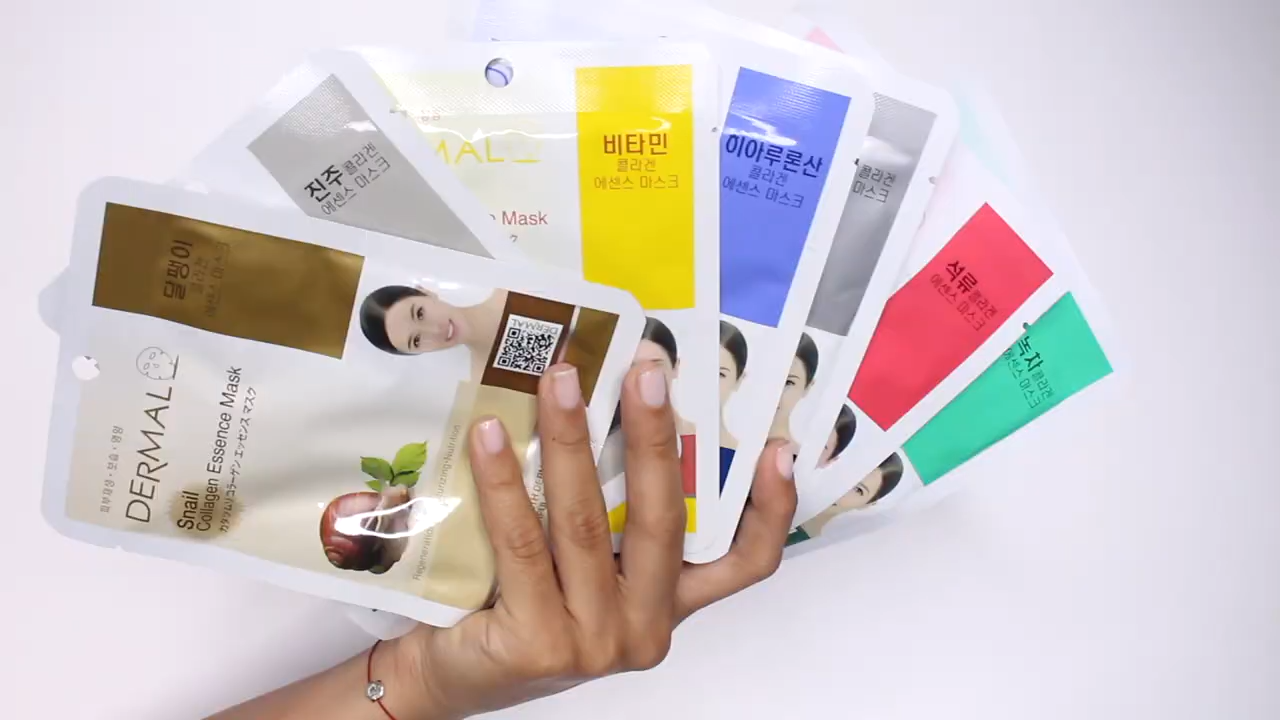 달팽이
콜라겐
에센스 마스크
피부재생・보습・영양
DERMAL
Snail
Collagen Essence Mask
カタツムリコラーゲンエッセンスマスク
DERMAL
진주 콜라겐
에센스 마스크
MAL
Mask
비타민
콜라겐
에센스 마스크
히아루론산
콜라겐
에센스 마스크
콜라겐
에센스 마스크
석류 콜라겐
에센스 마스크
녹차 콜라겐
에센스 마스크